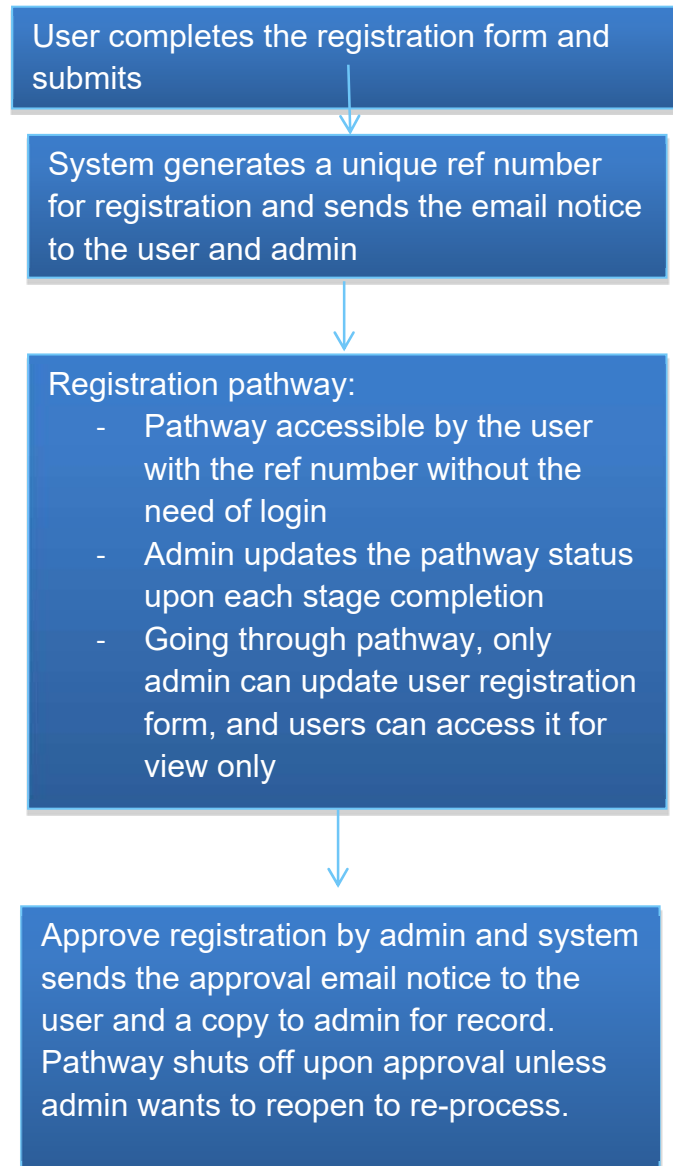 User completes the registration form and
submits
System generates a unique ref number
for registration and sends the email notice
to the user and admin
Registration pathway:
- Pathway accessible by the user
with the ref number without the
need of login
- Admin updates the pathway status
upon each stage completion
- Going through pathway, only
admin can update user registration
form, and users can access it for
view only
Approve registration by admin and system
sends the approval email notice to the
user and a copy to admin for record.
Pathway shuts off upon approval unless
admin wants to reopen to re-process.